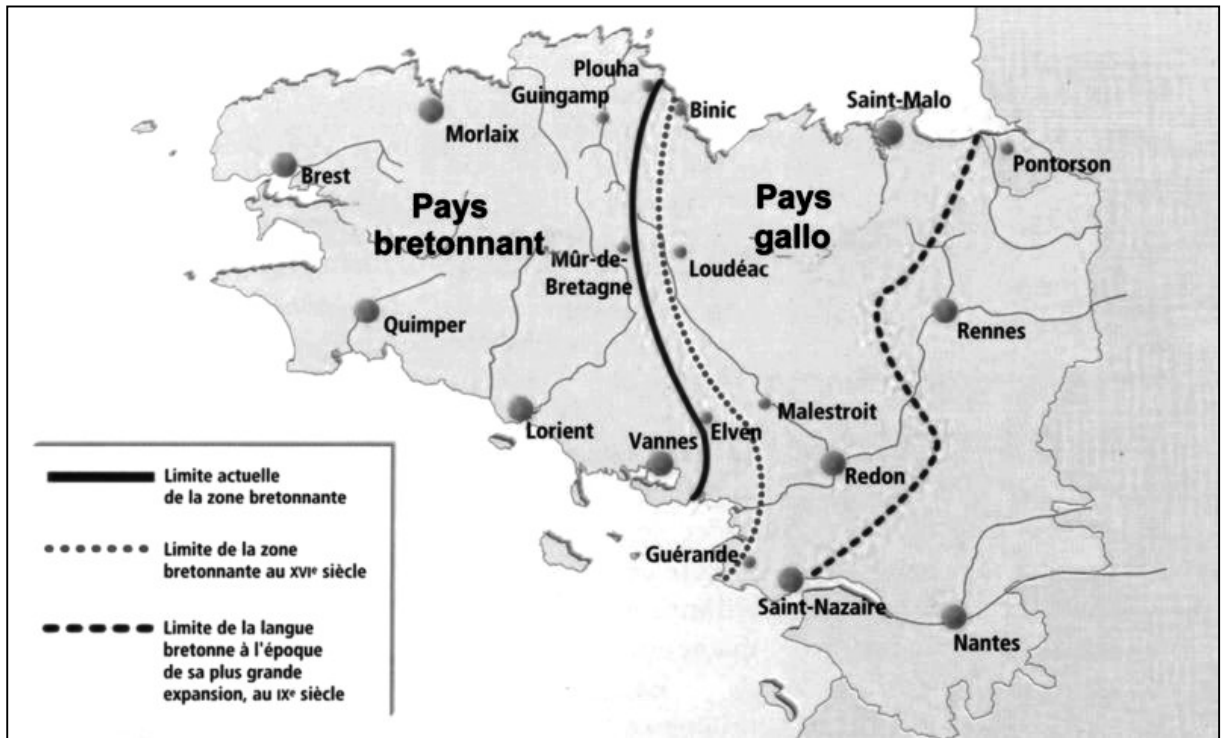 Plouha
Guingamp
Binic
Saint-Malo
Morlaix
Pontorson
Brest
Pays
bretonnant
Pays
gallo
Mûr-de-
Bretagne
Loudéac
Quimper
Rennes
Malestroit
Elven
Lorient
Vannes
Redon
Guérande
Saint-Nazaire
Nantes
Limite actuelle
de la zone bretonnante
Limite de la zone
bretonnante au XVIe siècle
Limite de la langue
bretonne à l'époque
de sa plus grande
expansion, au IXe siècle